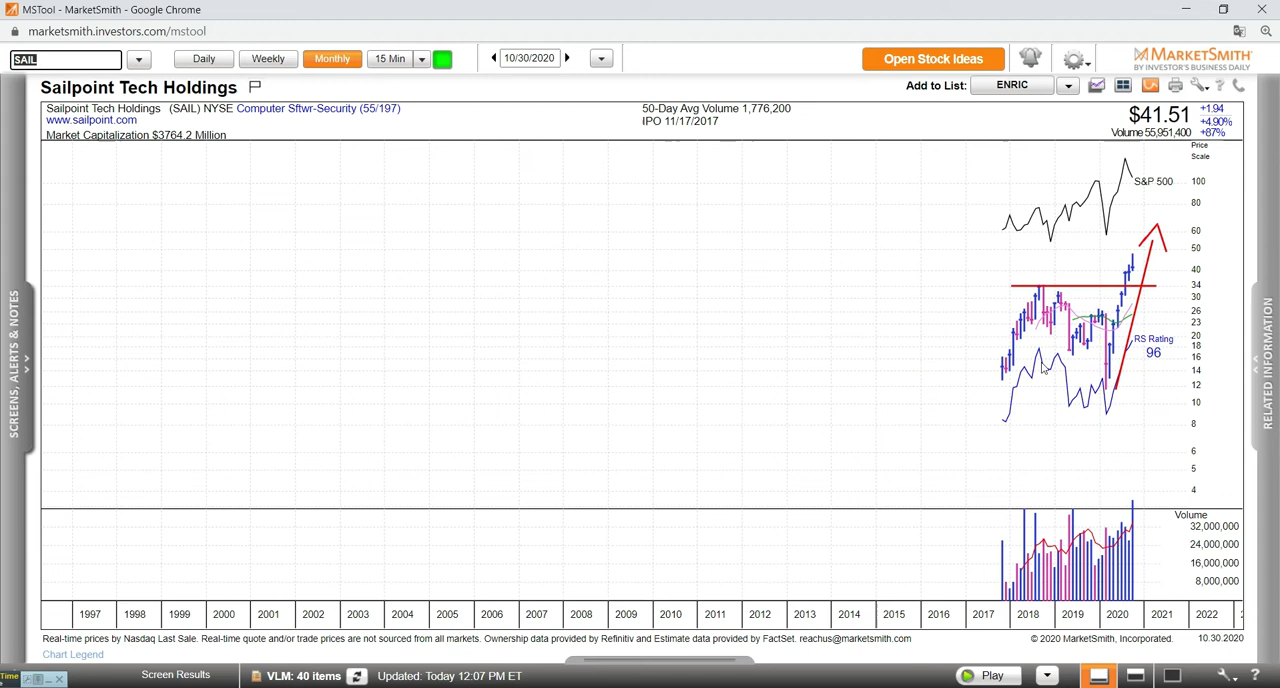 MSTool - MarketSmith - Google Chrome
marketsmith.investors.com/mstool
SAIL
Daily
Weekly
Monthly
15 Min
10/30/2020
Open Stock Ideas
MARKETSMITH
BY INVESTOR'S BUSINESS DAILY
Sailpoint Tech Holdings
Add to List:
ENRIC
?
Sailpoint Tech Holdings (SAIL) NYSE Computer Sftwr-Security (55/197)
www.sailpoint.com
Market Capitalization $3764.2 Million
50-Day Avg Volume 1,776,200
IPO 11/17/2017
$41.51
+1.94
+4.90%
Volume 55,951,400
+87%
Price
Scale
S&P 500
100
80
60
50
40
34
30
26
23
20
18
16
14
12
10
8
6
5
4
RS Rating
96
Volume
32,000,000
24,000,000
16,000,000
8,000,000
1997 1998 1999 2000 2001 2002 2003 2004 2005 2006 2007 2008 2009 2010 2011 2012 2013 2014 2015 2016 2017 2018 2019 2020 2021 2022
SCREENS, ALERTS & NOTES
RELATED INFORMATION
Real-time prices by Nasdaq Last Sale. Real-time quote and/or trade prices are not sourced from all markets. Ownership data provided by Refinitiv and Estimate data provided by FactSet. reachus@marketsmith.com
© 2020 MarketSmith, Incorporated.
10.30.2020
Chart Legend
Time
Search Results
VLM: 40 items
Updated: Today 12:07 PM ET
Play
?